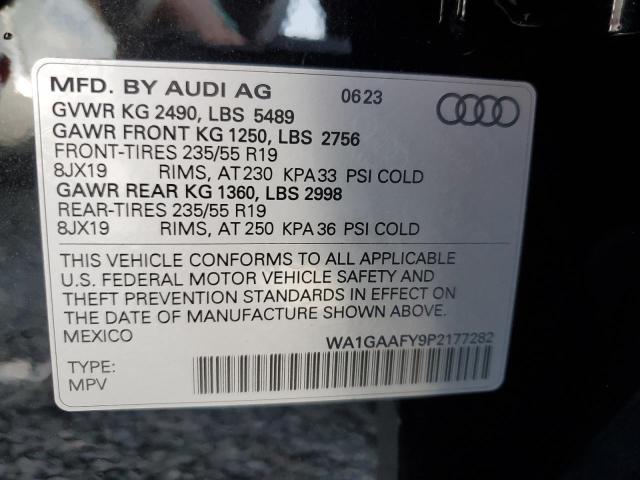 MFD. BY AUDI AG 0623
GVWR KG 2490, LBS 5489
GAWR FRONT KG 1250, LBS 2756
FRONT-TIRES 235/55 R19
8JX19 RIMS, AT 230 KPA33 PSI COLD
GAWR REAR KG 1360, LBS 2998
REAR-TIRES 235/55 R19
8JX19 RIMS, AT 250 KPA 36 PSI COLD
THIS VEHICLE CONFORMS TO ALL APPLICABLE
U.S. FEDERAL MOTOR VEHICLE SAFETY AND
THEFT PREVENTION STANDARDS IN EFFECT ON
THE DATE OF MANUFACTURE SHOWN ABOVE.
MEXICO WA1GAAFY9P2177282
TYPE:
MPV